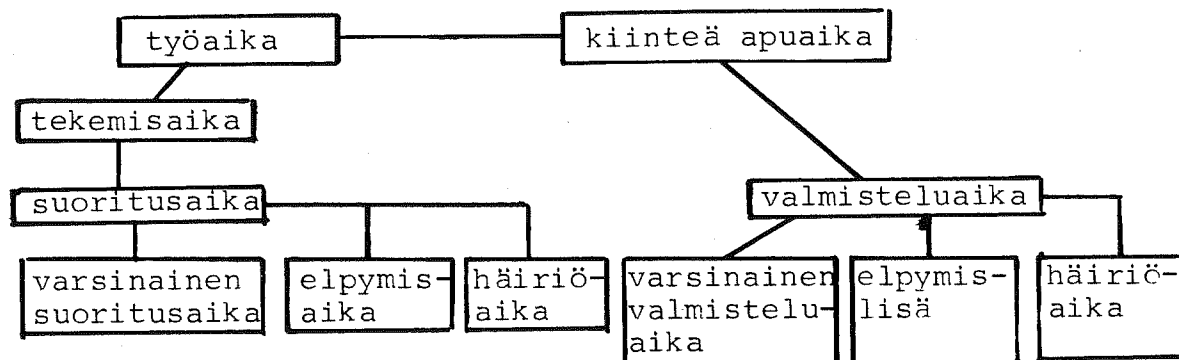 työaika
kiinteä apuaika
tekemisaika
suoritusaika
valmisteluaika
varsinainen
suoritusaika
elpymis-
aika
häiriö-
aika
varsinainen
valmistelu-
aika
elpymis-
lisä
häiriö-
aika